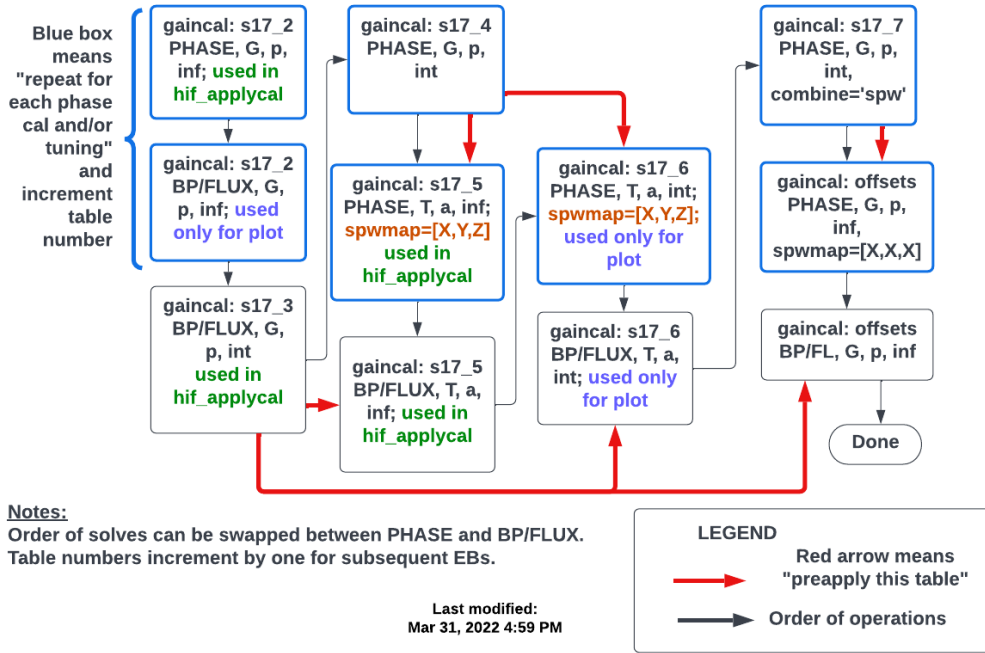 Blue box
means
"repeat for
each phase
cal and/or
tuning"
and
increment
table
number
gaincal: s17_2
PHASE, G, p,
inf; used in
hif_applycal
gaincal: s17_2
BP/FLUX, G,
p, inf; used
only for plot
gaincal: s17_3
BP/FLUX, G,
p, int
used in
hif_applycal
gaincal: s17_4
PHASE, G, p,
int
gaincal: s17_5
PHASE, T, a, inf;
spwmap=[X,Y,Z]
used in
hif_applycal
gaincal: s17_5
BP/FLUX, T, a,
inf; used in
hif_applycal
gaincal: s17_6
PHASE, T, a, int;
spwmap=[X,Y,Z];
used only for
plot
gaincal: s17_6
BP/FLUX, T, a,
int; used only
for plot
gaincal: s17_7
PHASE, G, p,
int,
combine='spw'
gaincal: offsets
PHASE, G, p,
inf,
spwmap=[X,X,X]
gaincal: offsets
BP/FL, G, p, inf
Done
Notes:
Order of solves can be swapped between PHASE and BP/FLUX.
Table numbers increment by one for subsequent EBs.
Last modified:
Mar 31, 2022 4:59 PM
LEGEND
Red arrow means
"preapply this table"
Order of operations